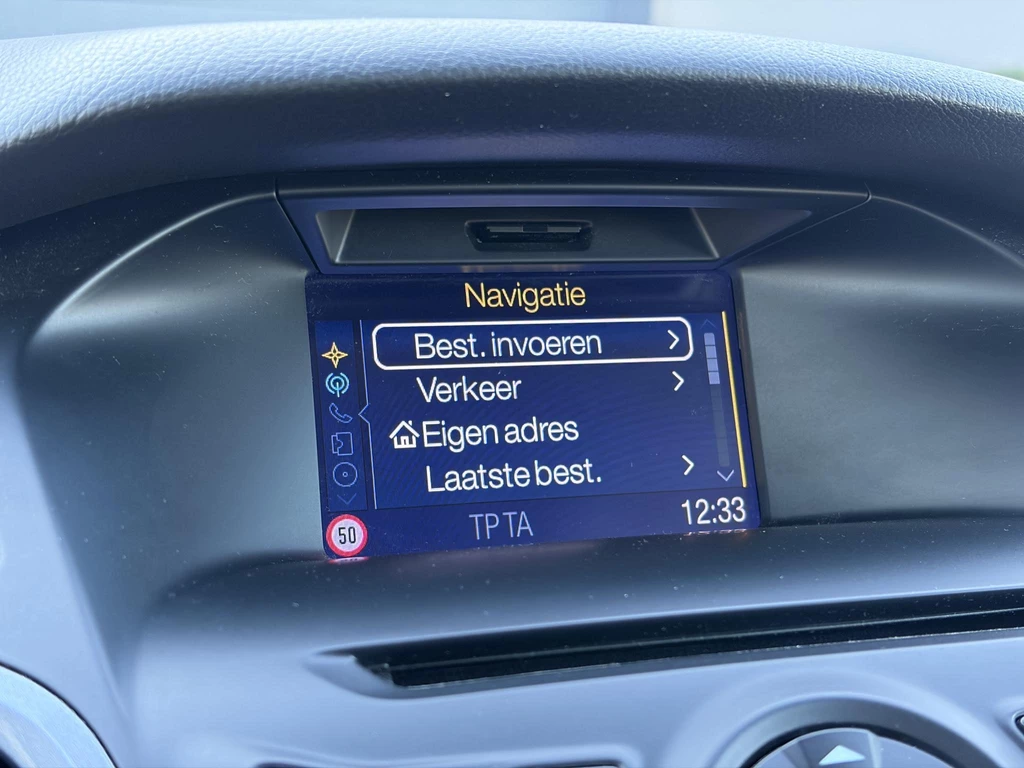 Navigatie
Best. invoeren
Verkeer
Eigen adres
Laatste best.
50
TP TA
12:33